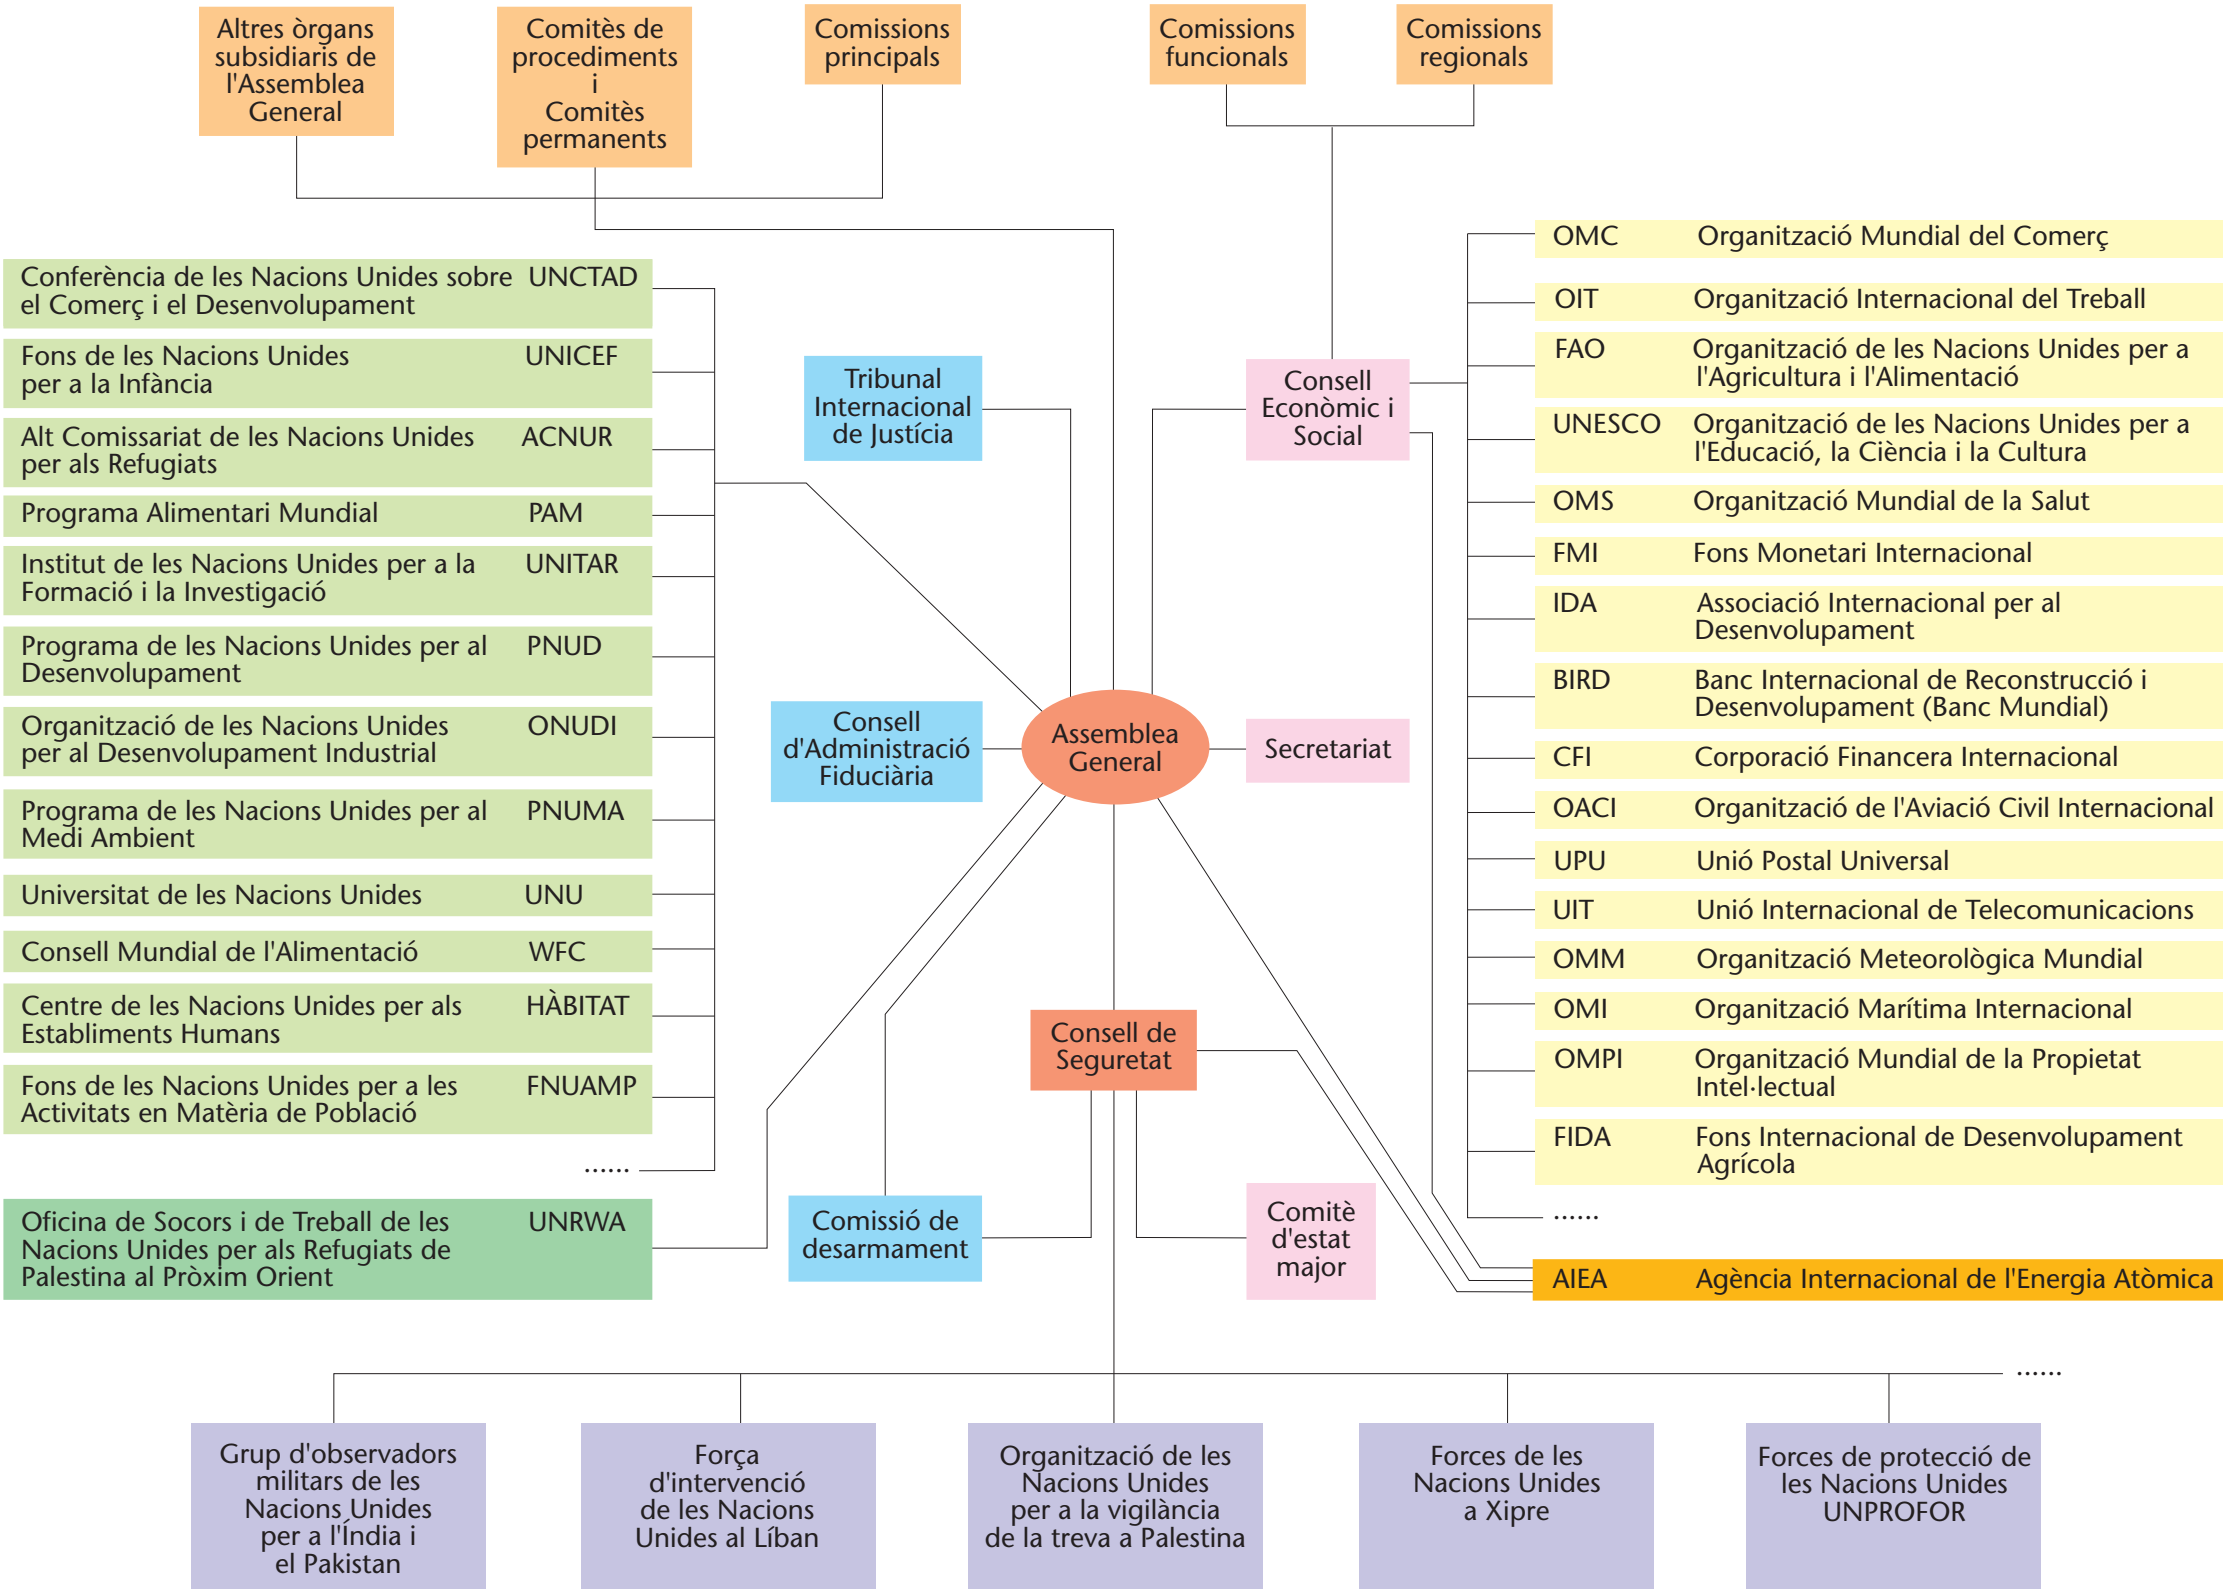 Altres òrgans
subsidiaris de
l'Assemblea
General
Comitès de
procediments
i
Comitès
permanents
Comissions
principals
Comissions
funcionals
Comissions
regionals
Conferència de les Nacions Unides sobre UNCTAD
el Comerç i el Desenvolupament
Fons de les Nacions Unides UNICEF
per a la Infància
Alt Comissariat de les Nacions Unides ACNUR
per als Refugiats
Programa Alimentari Mundial PAM
Institut de les Nacions Unides per a la UNITAR
Formació i la Investigació
Programa de les Nacions Unides per al PNUD
Desenvolupament
Organització de les Nacions Unides ONUDI
per al Desenvolupament Industrial
Programa de les Nacions Unides per al PNUMA
Medi Ambient
Universitat de les Nacions Unides UNU
Consell Mundial de l'Alimentació WFC
Centre de les Nacions Unides per als HÀBITAT
Establiments Humans
Fons de les Nacions Unides per a les FNUAMP
Activitats en Matèria de Població
......
Oficina de Socors i de Treball de les UNRWA
Nacions Unides per als Refugiats de
Palestina al Pròxim Orient
Tribunal
Internacional
de Justícia
Consell
d'Administració
Fiduciària
Assemblea
General
Consell
Econòmic i
Social
Secretariat
Consell de
Seguretat
Comissió de
desarmament
Comitè
d'estat
major
OMC Organització Mundial del Comerç
OIT Organització Internacional del Treball
FAO Organització de les Nacions Unides per a
l'Agricultura i l'Alimentació
UNESCO Organització de les Nacions Unides per a
l'Educació, la Ciència i la Cultura
OMS Organització Mundial de la Salut
FMI Fons Monetari Internacional
IDA Associació Internacional per al
Desenvolupament
BIRD Banc Internacional de Reconstrucció i
Desenvolupament (Banc Mundial)
CFI Corporació Financera Internacional
OACI Organització de l'Aviació Civil Internacional
UPU Unió Postal Universal
UIT Unió Internacional de Telecomunicacions
OMM Organització Meteorològica Mundial
OMI Organització Marítima Internacional
OMPI Organització Mundial de la Propietat
Intel·lectual
FIDA Fons Internacional de Desenvolupament
Agrícola
......
AIEA Agència Internacional de l'Energia Atòmica
......
Grup d'observadors
militars de les
Nacions Unides
per a l'Índia i
el Pakistan
Força
d'intervenció
de les Nacions
Unides al Líban
Organització de les
Nacions Unides
per a la vigilància
de la treva a Palestina
Forces de les
Nacions Unides
a Xipre
Forces de protecció de
les Nacions Unides
UNPROFOR